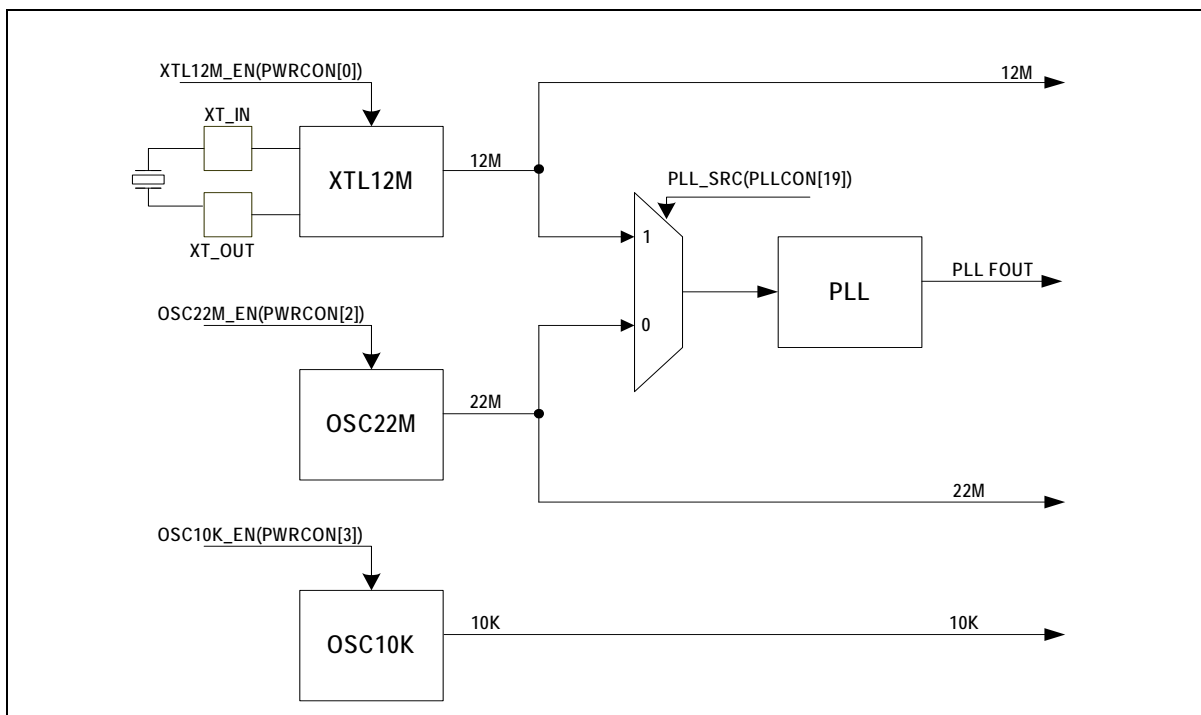 XTL12M_EN(PWRCON[0])
XT_IN
XT_OUT
XTL12M
12M
12M
PLL_SRC(PLLCON[19])
1
0
PLL
PLL FOUT
OSC22M_EN(PWRCON[2])
OSC22M
22M
22M
OSC10K_EN(PWRCON[3])
OSC10K
10K
10K